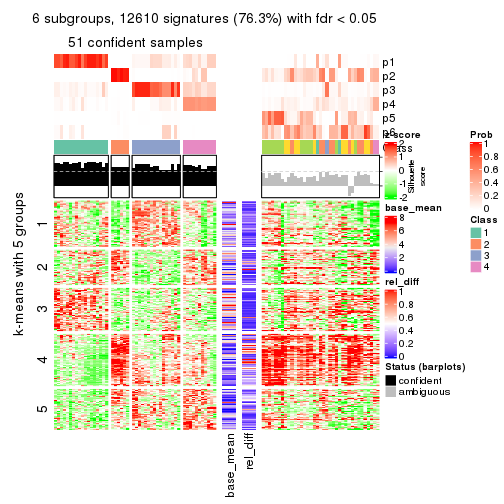 6 subgroups, 12610 signatures (76.3%) with fdr < 0.05
51 confident samples
p1
p2
p3
p4
p5
p6
Class
Silhouette
score
k-means with 5 groups
1
2
3
4
5
base_mean
rel_diff
z-score
2
1
0
-1
-2
base_mean
8
6
4
2
0
rel_diff
1
0.8
0.6
0.4
0.2
0
Status (barplots)
confident
ambiguous
Prob
1
0.8
0.6
0.4
0.2
0
Class
1
2
3
4